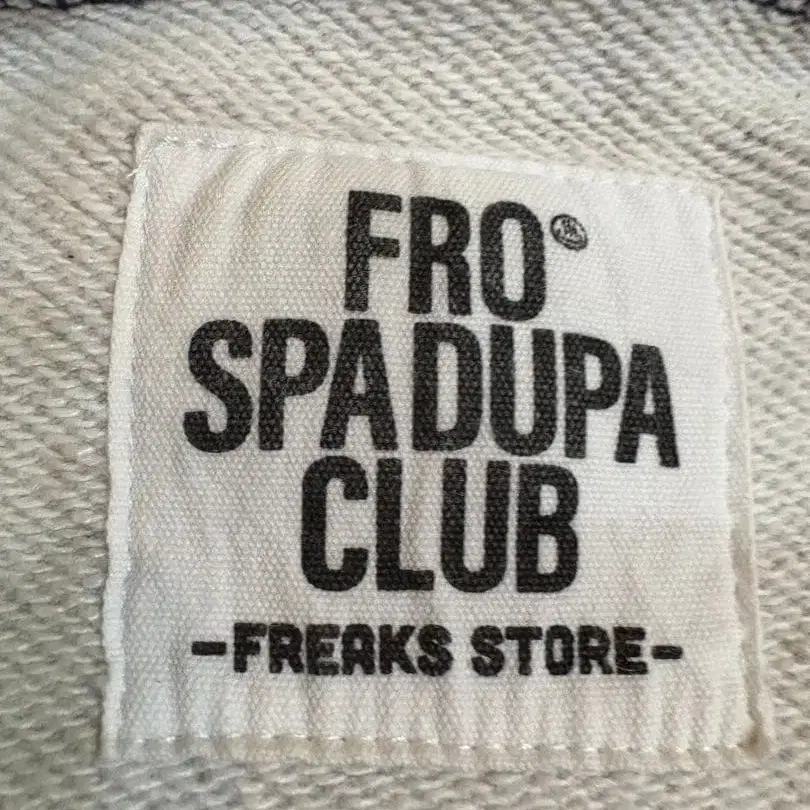 FRO
SPADUPA
CLUB
-FREAKS STORE-